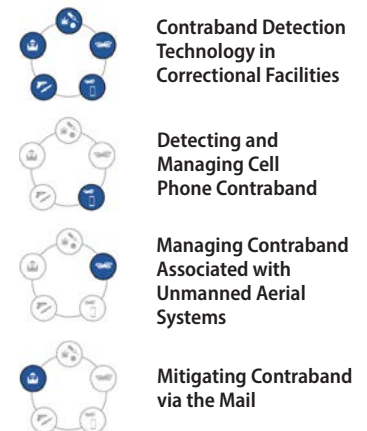 Contraband Detection
Technology in
Correctional Facilities
Detecting and
Managing Cell
Phone Contraband
Managing Contraband
Associated with
Unmanned Aerial
Systems
Mitigating Contraband
via the Mail